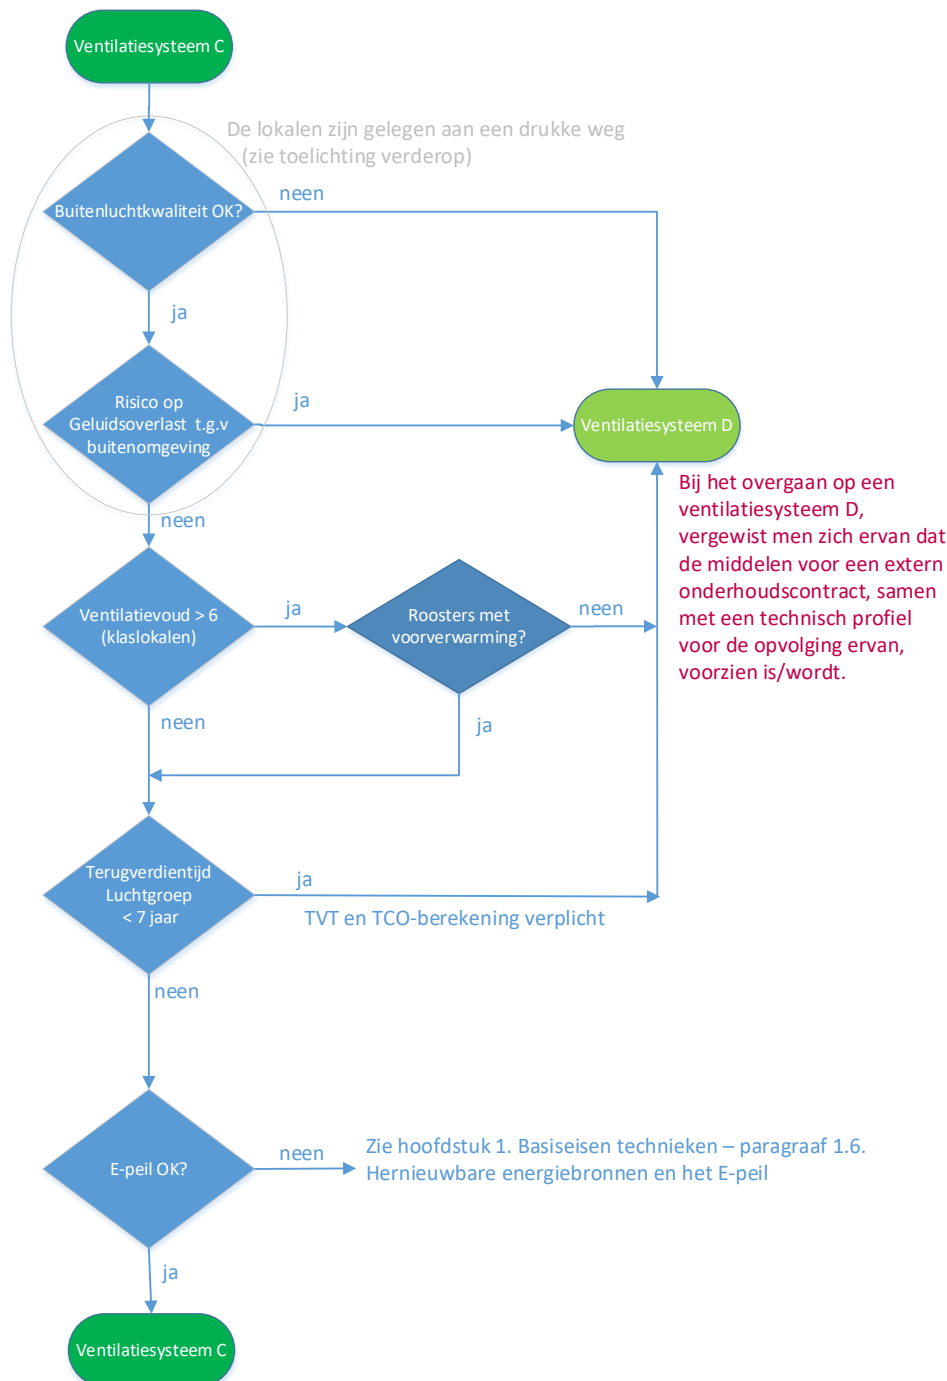 Ventilatiesysteem C
De lokalen zijn gelegen aan een drukke weg
(zie toelichting verderop)
neen
Buitenluchtkwaliteit OK?
ja
Risico op
Geluidsoverlast t.g.v
buitenomgeving
ja
Ventilatiesysteem D
Bij het overgaan op een
ventilatiesysteem D,
vergewist men zich ervan dat
de middelen voor een extern
onderhoudscontract, samen
met een technisch profiel
voor de opvolging ervan,
voorzien is/wordt.
neen
Ventilatievoud > 6
(klaslokalen)
ja
Roosters met
voorverwarming?
neen
neen
ja
Terugverdientijd
Luchtgroep
< 7 jaar
ja
TVT en TCO-berekening verplicht
neen
E-peil OK?
neen
Zie hoofdstuk 1. Basiseisen technieken – paragraaf 1.6.
Hernieuwbare energiebronnen en het E-peil
ja
Ventilatiesysteem C